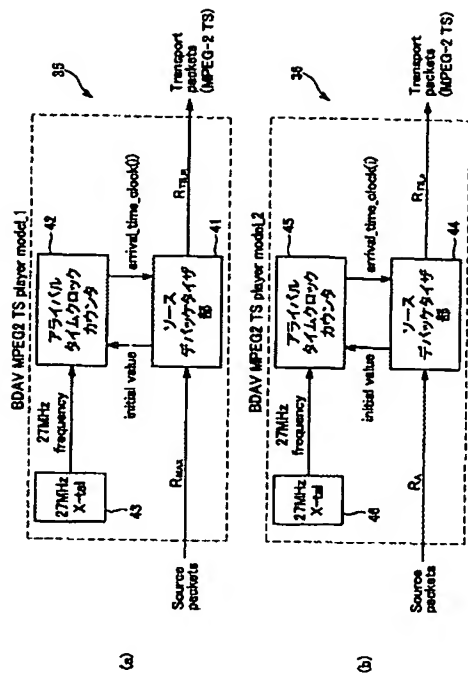 (a)
BDAV MPEG2 TS player model_1
35
43
27MHz
X-tal
27MHz
frequency
42
アライバル
タイムクロック
カウンタ
initial value
arrival_time_clock(i)
41
ソース
デパケッタイザ
部
Source
packets
RMAX
Transport
packets
(MPEG-2 TS)
(b)
BDAV MPEG2 TS player model_2
46
27MHz
X-tal
27MHz
frequency
45
アライバル
タイムクロック
カウンタ
initial value
arrival_time_clock(i)
44
ソース
デパケッタイザ
部
Source
packets
Transport
packets
(MPEG-2 TS)